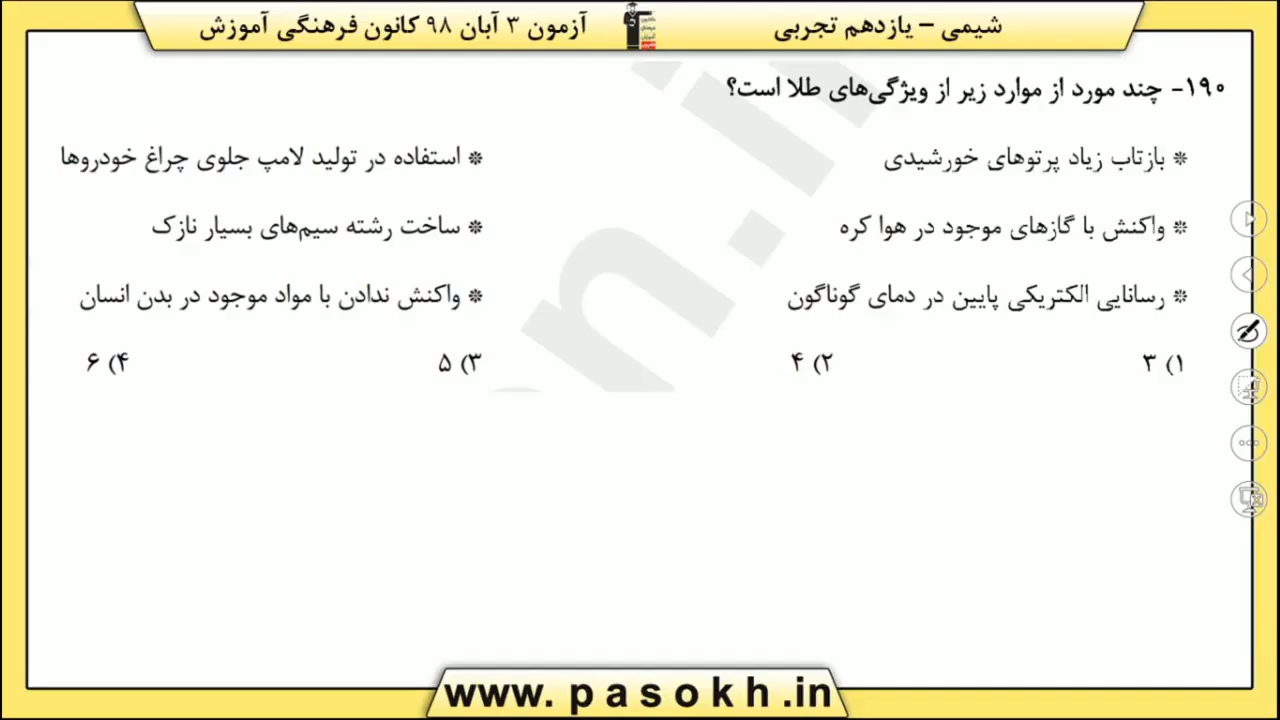 شیمی – یازدهم تجربی
آزمون ۳ آبان ۹۸ کانون فرهنگی آموزش
۱۹۰- چند مورد از موارد زیر از ویژگی‌های طلا است؟
* بازتاب زیاد پرتوهای خورشیدی
* استفاده در تولید لامپ جلوی چراغ خودروها
* واکنش با گازهای موجود در هوا کره
* ساخت رشته سیم‌های بسیار نازک
* رسانایی الکتریکی پایین در دمای گوناگون
* واکنش ندادن با مواد موجود در بدن انسان
۱) ۳
۲) ۴
۳) ۵
۴) ۶
www. p a s o k h .in